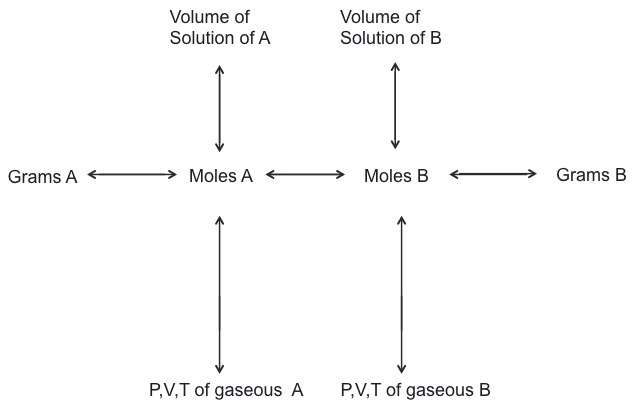 Volume of
Solution of A
Volume of
Solution of B
Grams A
Moles A
Moles B
Grams B
P,V,T of gaseous A
P,V,T of gaseous B